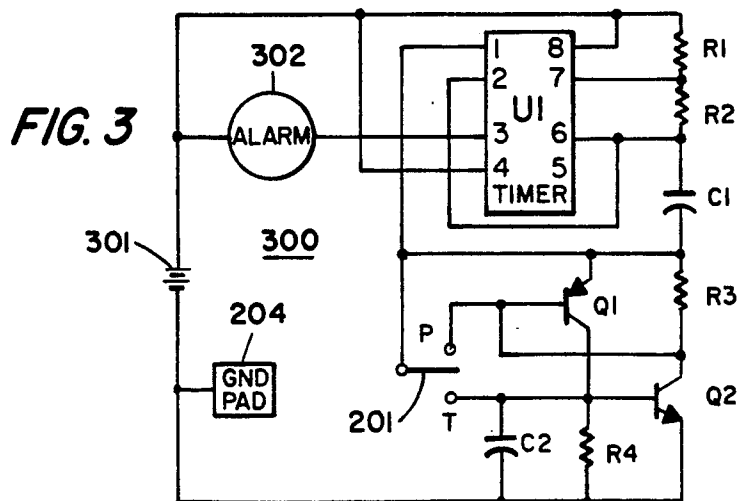 FIG. 3
302
ALARM
300
301
204
GND
PAD
1
2
3
4
8
7
6
5
U1
TIMER
R1
R2
C1
R3
Q1
Q2
P
T
201
C2
R4